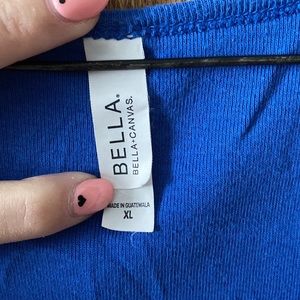 BELLA.
BELLA+CANVAS.
MADE IN GUATEMALA
XL